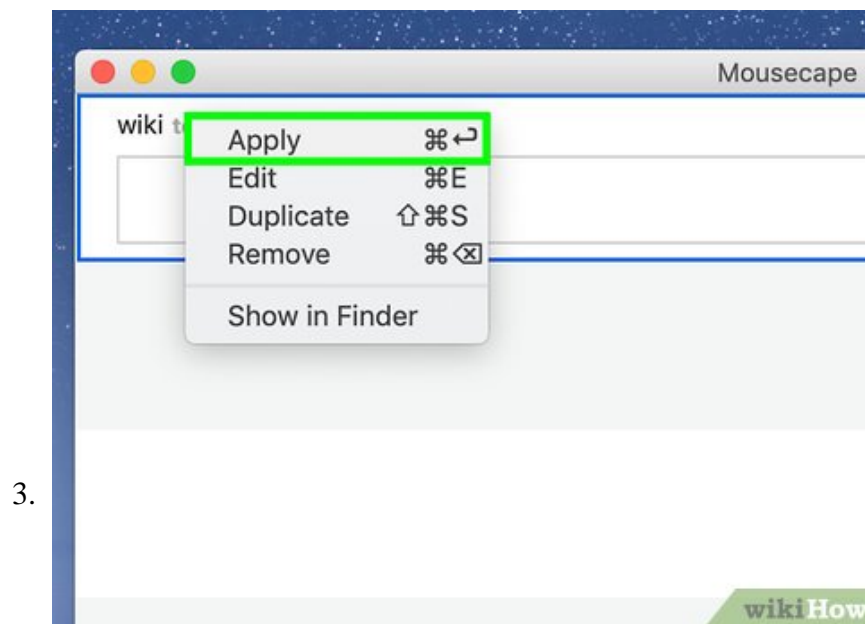 Mousecape
wiki
Apply ⌘↩
Edit ⌘E
Duplicate ⇧⌘S
Remove ⌘⌫
Show in Finder
3.
wikiHow